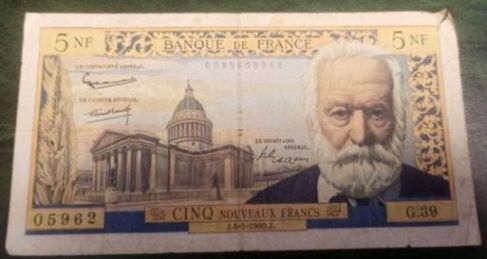 5 NF BANQUE DE FRANCE 5 NF
LE CONTRÔLEUR GÉNÉRAL,
LE CAISSIER GÉNÉRAL,
LE SECRÉTAIRE
GÉNÉRAL,
05962 CINQ NOUVEAUX FRANCS G.39